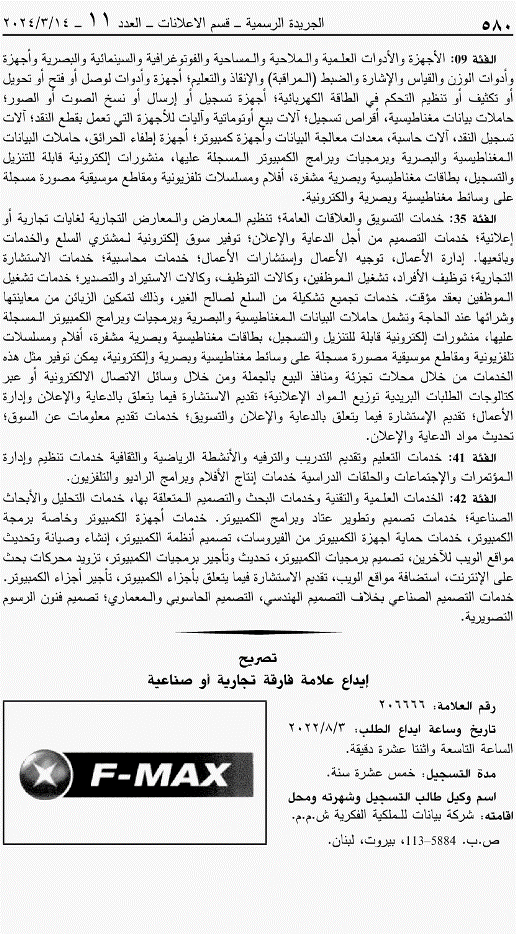 ٥٨٠
الجريدة الرسمية ـ قسم الاعلانات ـ العدد ١١ ـ ٢٠٢٤/٣/١٤
الفئة 09: الأجهزة والأدوات العلمية والملاحية والمساحية والفوتوغرافية والسينمائية والبصرية وأجهزة
وأدوات الوزن والقياس والإشارة والضبط (المراقبة) والإنقاذ والتعليم؛ أجهزة وأدوات لوصل أو فتح أو تحويل
أو تكثيف أو تنظيم التحكم في الطاقة الكهربائية؛ أجهزة تسجيل أو إرسال أو نسخ الصوت أو الصور؛
حاملات بيانات مغناطيسية، أقراص تسجيل؛ آلات بيع أوتوماتية وآليات للأجهزة التي تعمل بقطع النقد؛ آلات
تسجيل النقد، آلات حاسبة، معدات معالجة البيانات وأجهزة كمبيوتر؛ أجهزة إطفاء الحرائق، حاملات البيانات
المغناطيسية والبصرية وبرمجيات وبرامج الكمبيوتر المسجلة عليها، منشورات إلكترونية قابلة للتنزيل
والتسجيل، بطاقات مغناطيسية وبصرية مشفرة، أفلام ومسلسلات تلفزيونية ومقاطع موسيقية مصورة مسجلة
على وسائط مغناطيسية وبصرية والكترونية.
الفئة 35: خدمات التسويق والعلاقات العامة؛ تنظيم المعارض والمعارض التجارية لغايات تجارية أو
إعلانية؛ خدمات التصميم من أجل الدعاية والإعلان؛ توفير سوق إلكترونية لمشتري السلع والخدمات
وبائعيها. إدارة الأعمال، توجيه الأعمال وإستشارات الأعمال؛ خدمات محاسبية؛ خدمات الاستشارة
التجارية؛ توظيف الأفراد، تشغيل الموظفين، وكالات التوظيف، وكالات الاستيراد والتصدير؛ خدمات تشغيل
الموظفين بعقد مؤقت. خدمات تجميع تشكيلة من السلع لصالح الغير، وذلك لتمكين الزبائن من معاينتها
وشرائها عند الحاجة وتشمل حاملات البيانات المغناطيسية والبصرية وبرمجيات وبرامج الكمبيوتر المسجلة
عليها، منشورات إلكترونية قابلة للتنزيل والتسجيل، بطاقات مغناطيسية وبصرية مشفرة، أفلام ومسلسلات
تلفزيونية ومقاطع موسيقية مصورة مسجلة على وسائط مغناطيسية وبصرية وإلكترونية، يمكن توفير مثل هذه
الخدمات من خلال محلات تجزئة ومنافذ البيع بالجملة ومن خلال وسائل الاتصال الالكترونية أو عبر
كتالوجات الطلبات البريدية توزيع المواد الإعلانية؛ تقديم الاستشارة فيما يتعلق بالدعاية والإعلان وإدارة
الأعمال؛ تقديم الإستشارة فيما يتعلق بالدعاية والإعلان والتسويق؛ خدمات تقديم معلومات عن السوق؛
تحديث مواد الدعاية والإعلان.
الفئة 41: خدمات التعليم وتقديم التدريب والترفيه والأنشطة الرياضية والثقافية خدمات تنظيم وإدارة
المؤتمرات والإجتماعات والحلقات الدراسية خدمات إنتاج الأفلام وبرامج الراديو والتلفزيون.
الفئة 42: الخدمات العلمية والتقنية وخدمات البحث والتصميم المتعلقة بها، خدمات التحليل والأبحاث
الصناعية؛ خدمات تصميم وتطوير عتاد وبرامج الكمبيوتر. خدمات أجهزة الكمبيوتر وخاصة برمجة
الكمبيوتر، خدمات حماية اجهزة الكمبيوتر من الفيروسات، تصميم أنظمة الكمبيوتر، إنشاء وصيانة وتحديث
مواقع الويب للآخرين، تصميم برمجيات الكمبيوتر، تحديث وتأجير برمجيات الكمبيوتر، تزويد محركات بحث
على الإنترنت، استضافة مواقع الويب، تقديم الاستشارة فيما يتعلق بأجزاء الكمبيوتر، تأجير أجزاء الكمبيوتر.
خدمات التصميم الصناعي بخلاف التصميم الهندسي، التصميم الحاسوبي والمعماري؛ تصميم فنون الرسوم
التصويرية.
تصريح
إيداع علامة فارقة تجارية أو صناعية
رقم العلامة: ٢٠٦٦٦٦
تاريخ وساعة ايداع الطلب: ٢٠٢٢/٨/٣
الساعة التاسعة واثنتا عشرة دقيقة.
مدة التسجيل: خمس عشرة سنة.
اسم وكيل طالب التسجيل وشهرته ومحل
اقامته: شركة بيانات للملكية الفكرية ش.م.م.
ص.ب. 5884–113، بيروت، لبنان.
F-MAX